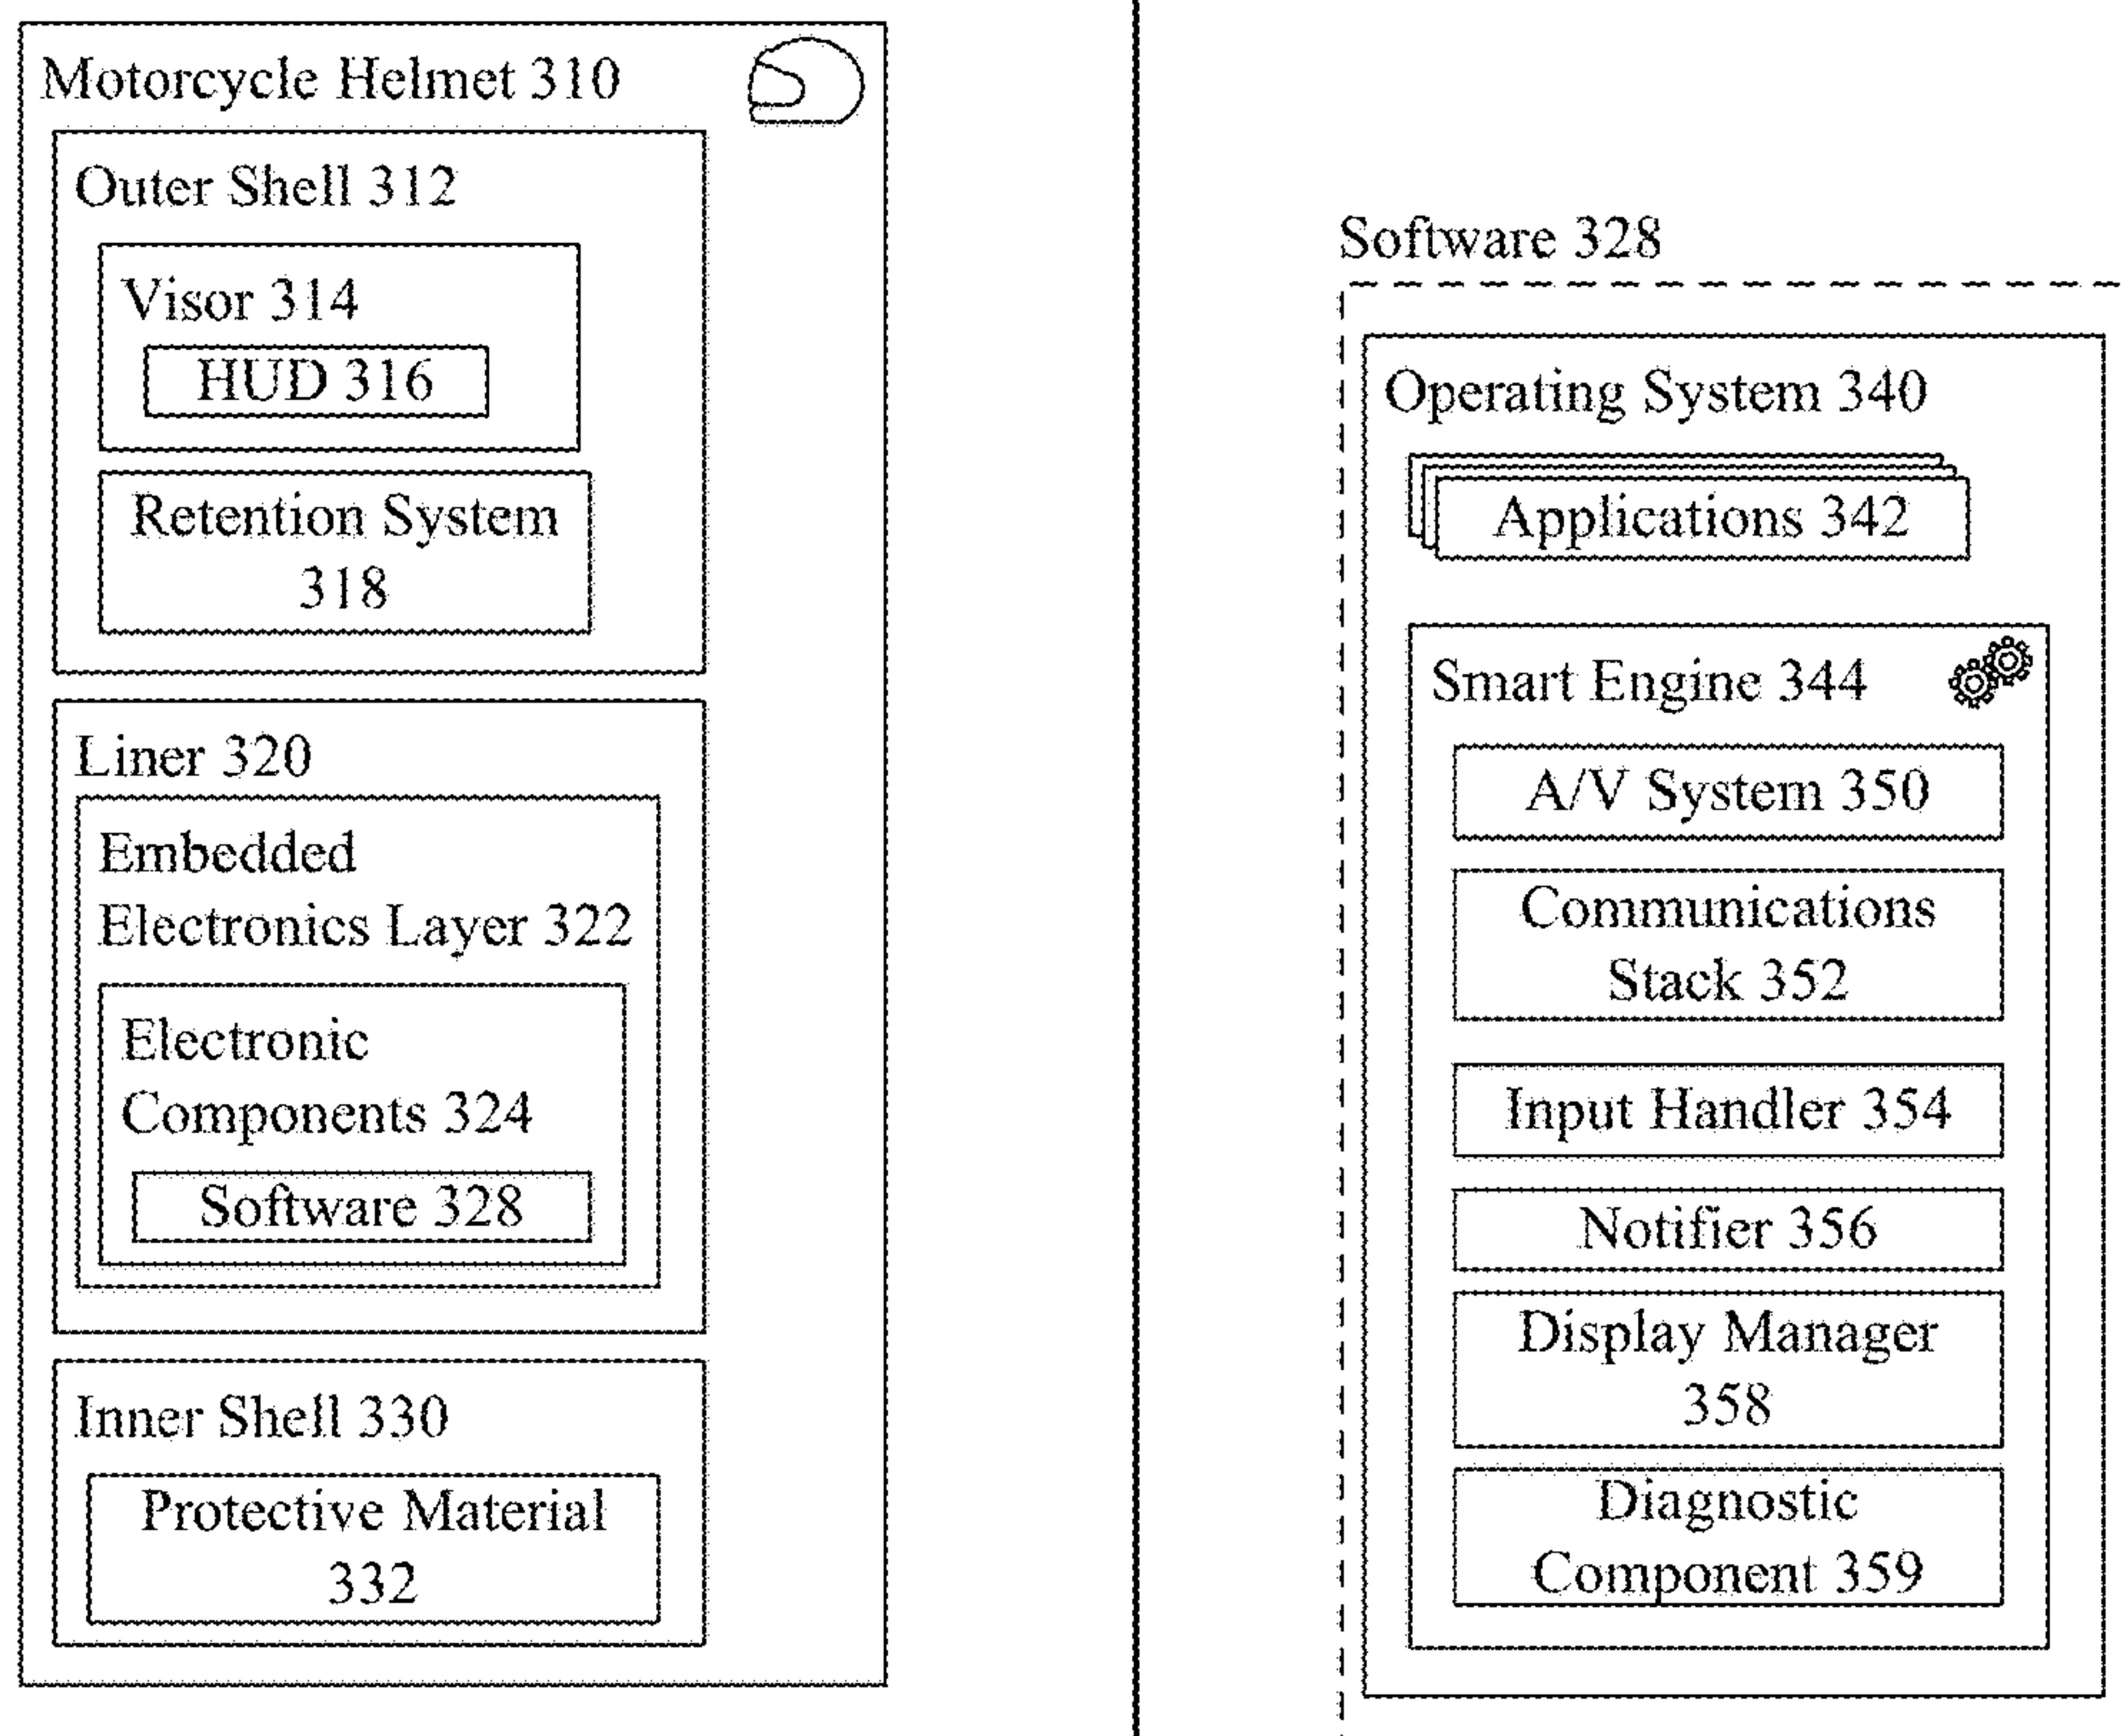 Motorcycle Helmet 310
Outer Shell 312
Visor 314
HUD 316
Retention System
318
Liner 320
Embedded
Electronics Layer 322
Electronic
Components 324
Software 328
Inner Shell 330
Protective Material
332
Software 328
Operating System 340
Applications 342
Smart Engine 344
A/V System 350
Communications
Stack 352
Input Handler 354
Notifier 356
Display Manager
358
Diagnostic
Component 359